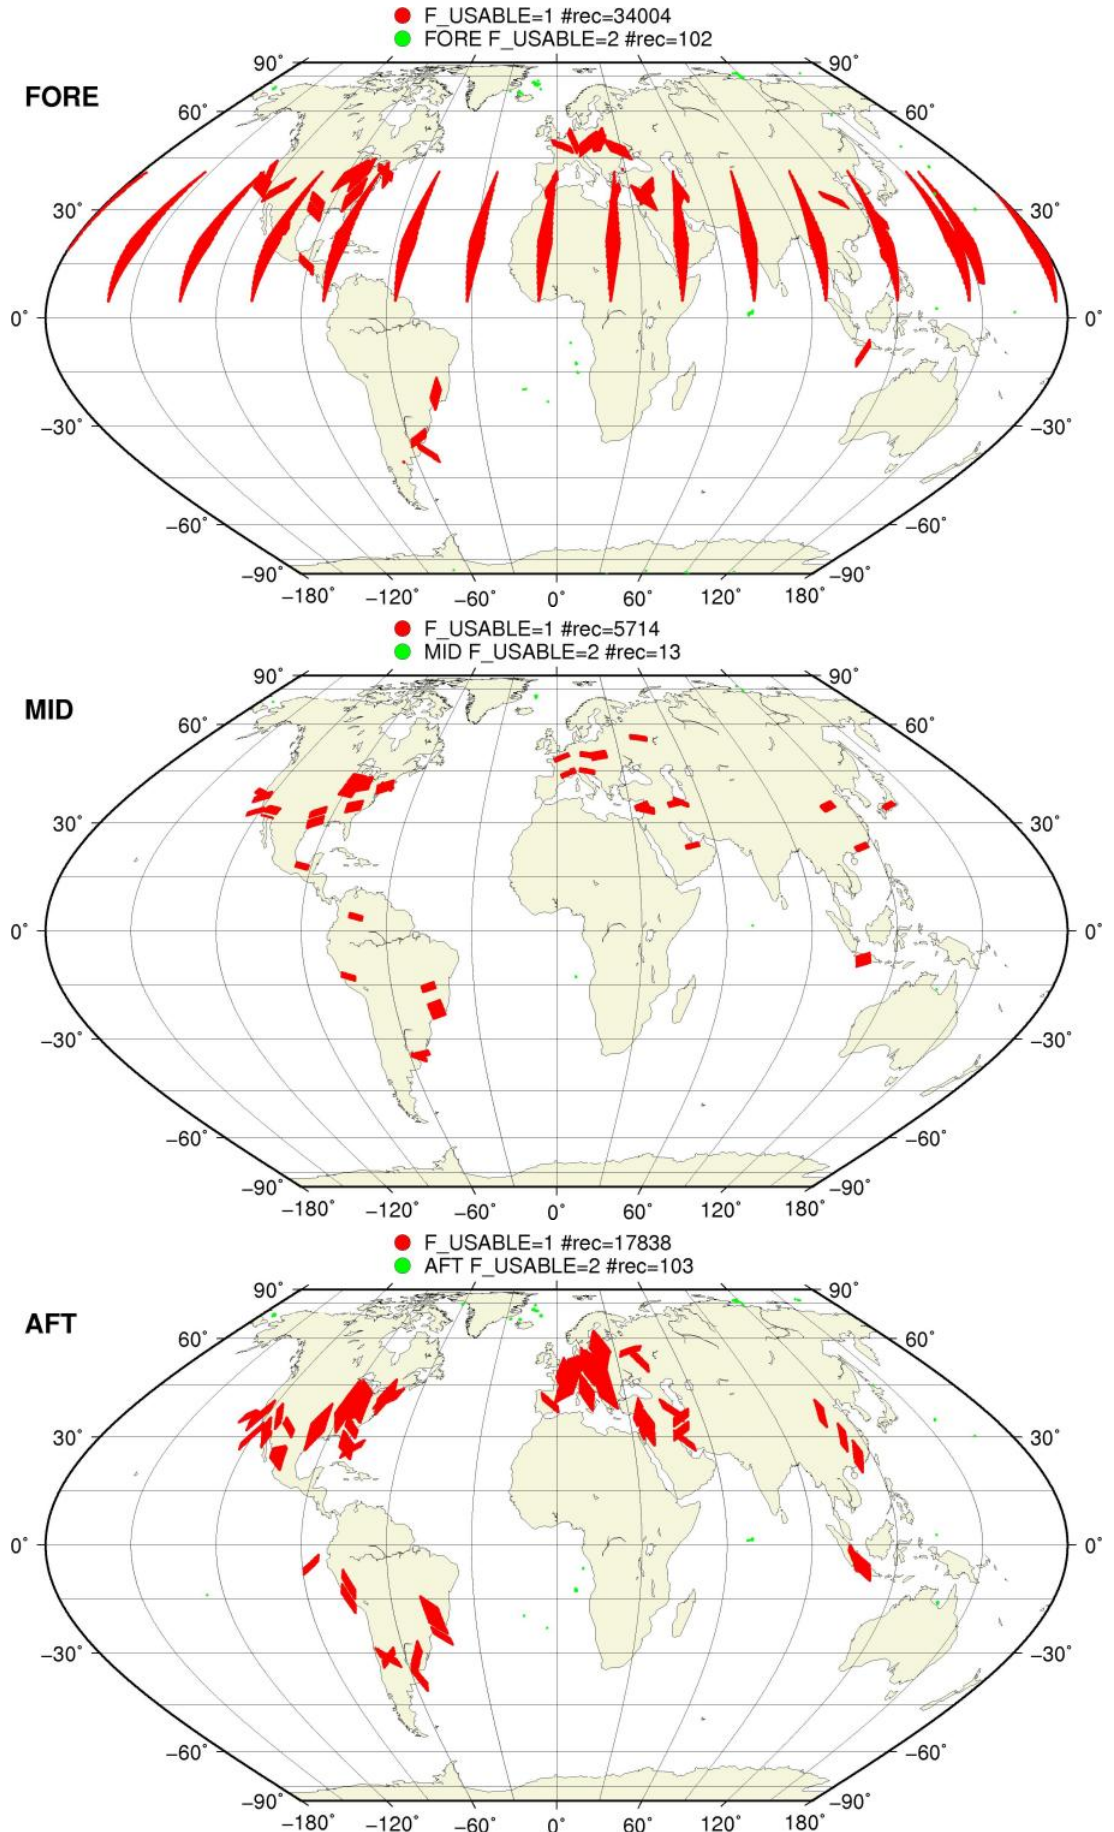 F_USABLE=1 #rec=34004
FORE F_USABLE=2 #rec=102
FORE
90° 90°
60° 60°
30° 30°
0° 0°
−30° −30°
−60° −60°
−90° −90°
−180° −120° −60° 0° 60° 120° 180°
F_USABLE=1 #rec=5714
MID F_USABLE=2 #rec=13
MID
90° 90°
60° 60°
30° 30°
0° 0°
−30° −30°
−60° −60°
−90° −90°
−180° −120° −60° 0° 60° 120° 180°
F_USABLE=1 #rec=17838
AFT F_USABLE=2 #rec=103
AFT
90° 90°
60° 60°
30° 30°
0° 0°
−30° −30°
−60° −60°
−90° −90°
−180° −120° −60° 0° 60° 120° 180°